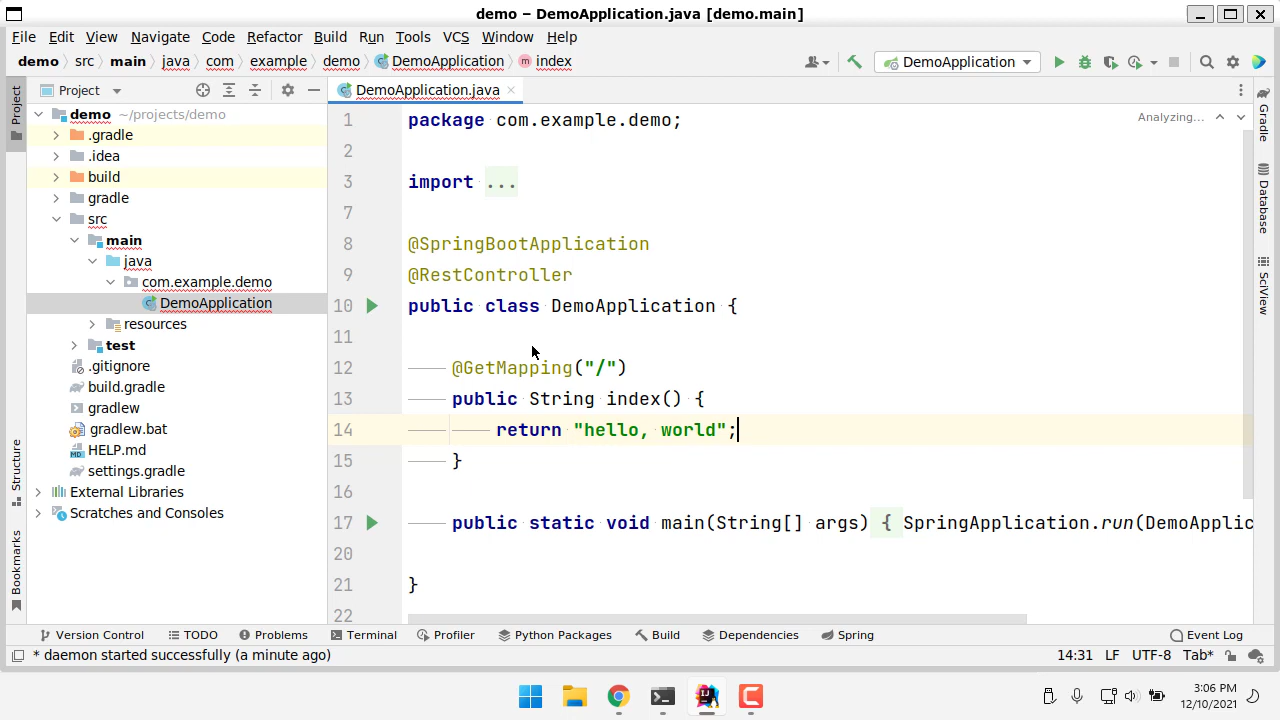 demo – DemoApplication.java [demo.main]
File Edit View Navigate Code Refactor Build Run Tools VCS Window Help
demo src main java com example demo DemoApplication index
DemoApplication
Project
DemoApplication.java
Project
demo ~/projects/demo
.gradle
.idea
build
gradle
src
main
java
com.example.demo
DemoApplication
resources
test
.gitignore
build.gradle
gradlew
gradlew.bat
HELP.md
settings.gradle
External Libraries
Scratches and Consoles
Structure
Bookmarks
Analyzing...
1 package com.example.demo;
2
3 import ...
7
8 @SpringBootApplication
9 @RestController
10 public class DemoApplication {
11
12 @GetMapping("/")
13 public String index() {
14 return "hello, world";
15 }
16
17 public static void main(String[] args) { SpringApplication.run(DemoApplic
20
21 }
22
Gradle
Database
SciView
Version Control TODO Problems Terminal Profiler Python Packages Build Dependencies Spring Event Log
* daemon started successfully (a minute ago) 14:31 LF UTF-8 Tab*
3:06 PM
12/10/2021